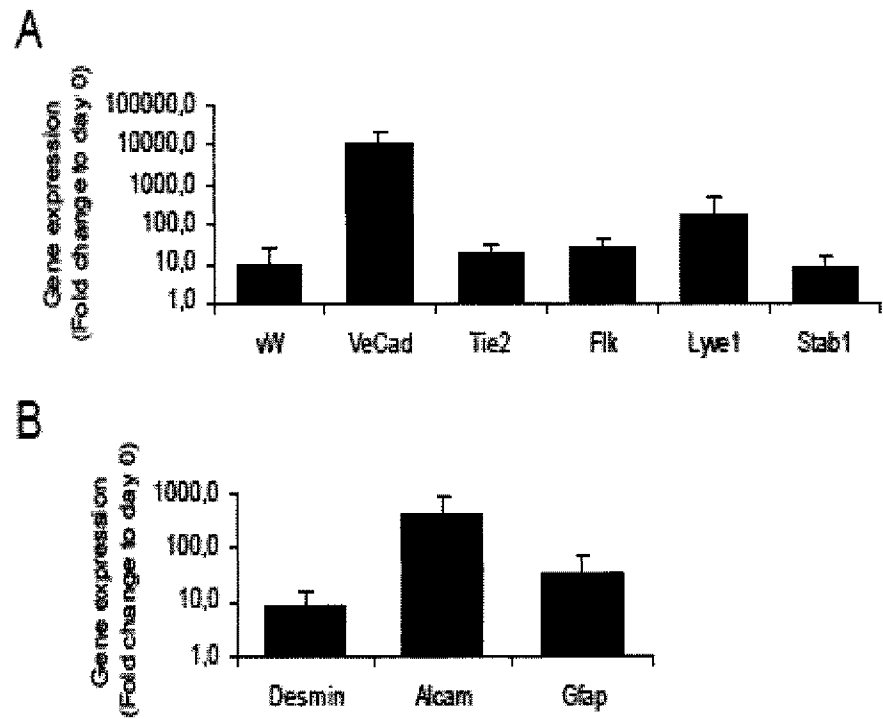 A
Gene expression
(Fold change to day 0)
100000,0
10000,0
1000,0
100,0
10,0
1,0
vW VeCad Tie2 Flk Lyve1 Stab1
B
Gene expression
(Fold change to day 0)
1000,0
100,0
10,0
1,0
Desmin Alcam Gfap